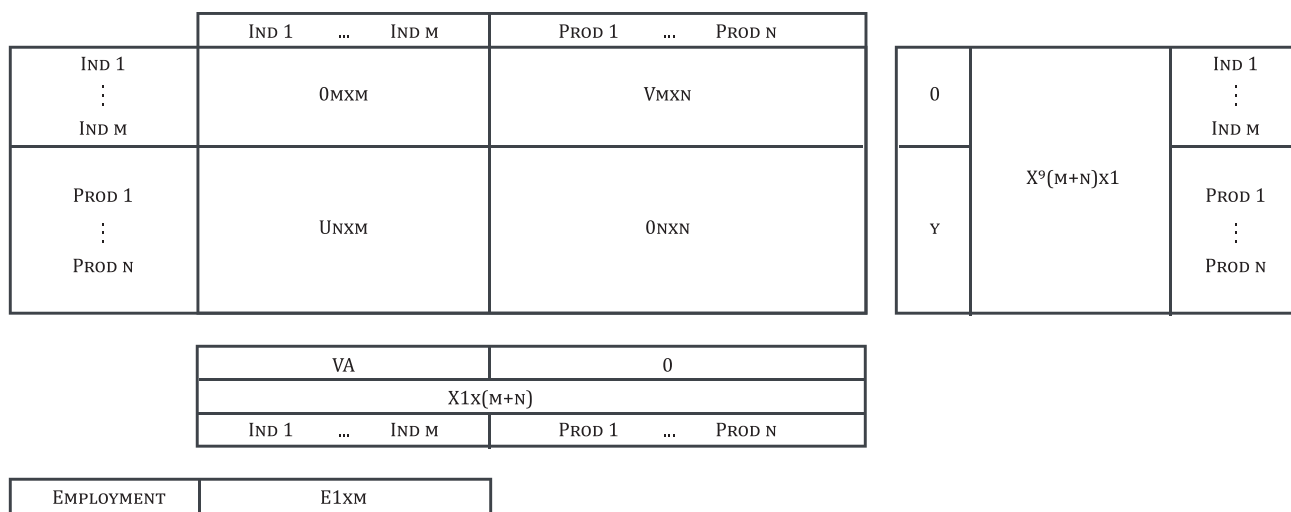 Ind 1 ... Ind m Prod 1 ... Prod n
Ind 1
⋮
Ind m
0mxm
Vmxn
0
X⁹(m+n)x1
Ind 1
⋮
Ind m
Prod 1
⋮
Prod n
Unxm
0nxn
Y
Prod 1
⋮
Prod n
VA 0
X1x(m+n)
Ind 1 ... Ind m Prod 1 ... Prod n
Employment E1xm